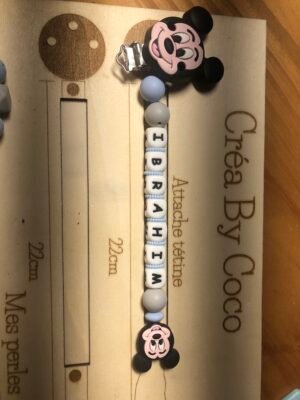 Créa By Coco
Attache tétine
IBRAHIM
22cm
22cm
Mes perles